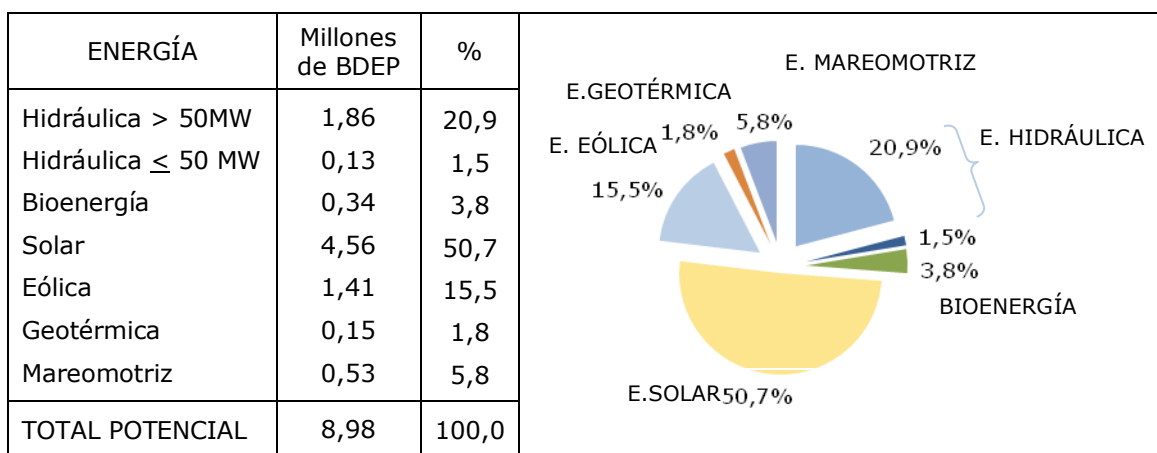 ENERGÍA Millones de BDEP %
Hidráulica > 50MW 1,86 20,9
Hidráulica ≤ 50 MW 0,13 1,5
Bioenergía 0,34 3,8
Solar 4,56 50,7
Eólica 1,41 15,5
Geotérmica 0,15 1,8
Mareomotriz 0,53 5,8
TOTAL POTENCIAL 8,98 100,0
E. MAREOMOTRIZ
E.GEOTÉRMICA
5,8%
1,8%
E. EÓLICA
E. HIDRÁULICA
20,9%
15,5%
1,5%
3,8%
BIOENERGÍA
E.SOLAR 50,7%